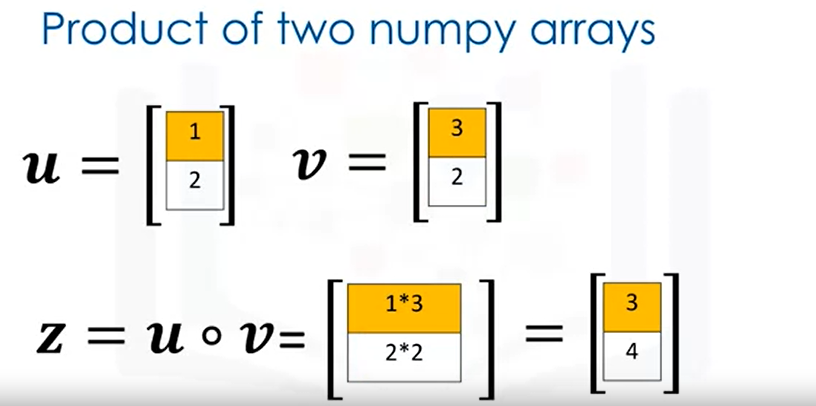 Product of two numpy arrays
u = [1 2] v = [3 2]
z = u ∘ v= [1*3 2*2] = [3 4]